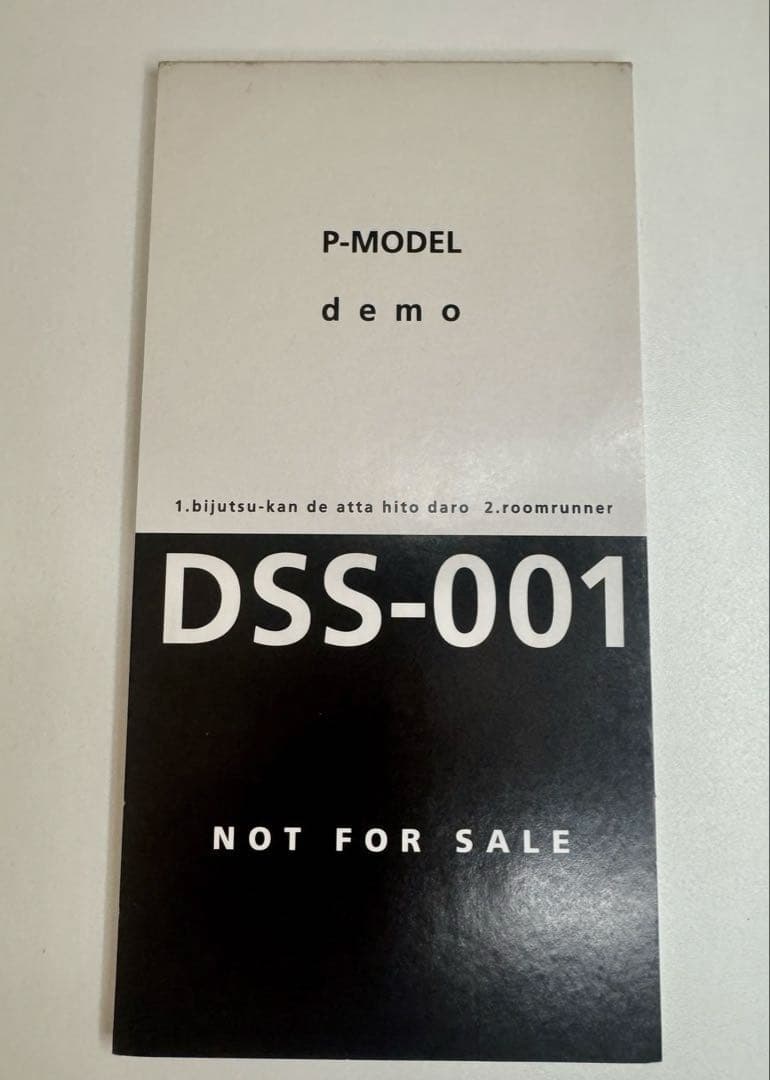 P-MODEL
demo
1.bijutsu-kan de atta hito daro 2.roomrunner
DSS-001
NOT FOR SALE